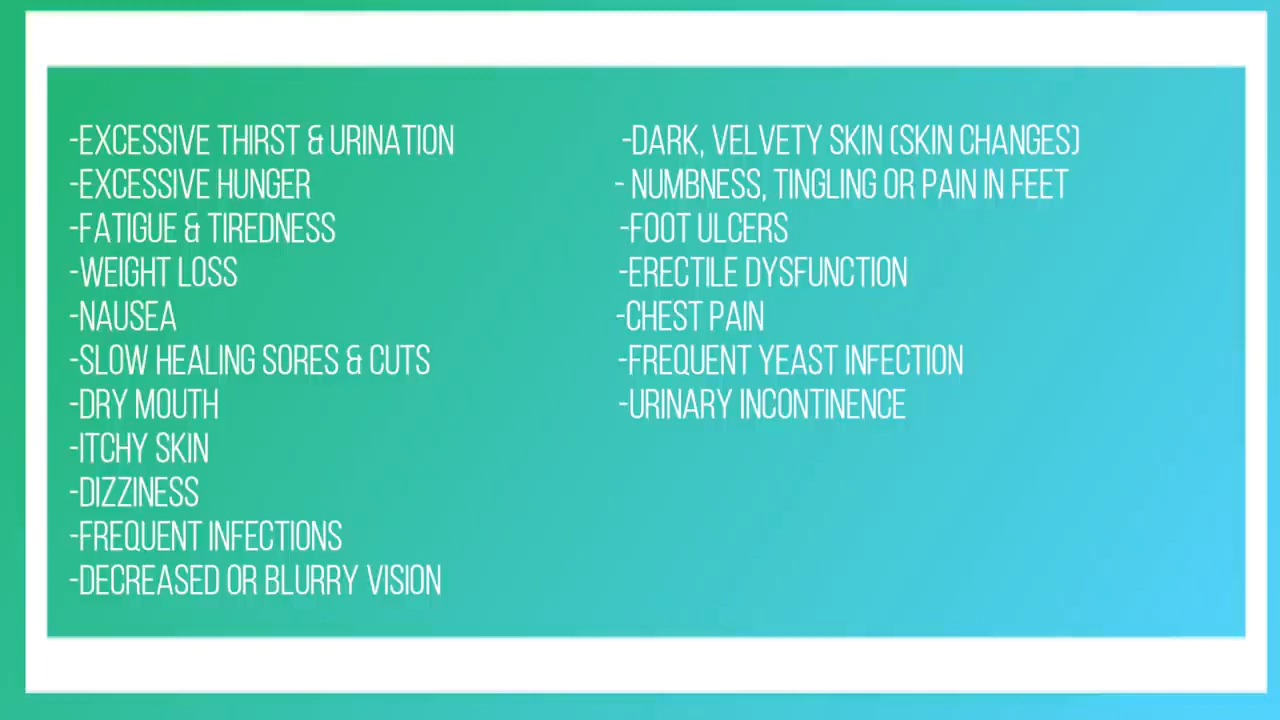 -EXCESSIVE THIRST & URINATION
-EXCESSIVE HUNGER
-FATIGUE & TIREDNESS
-WEIGHT LOSS
-NAUSEA
-SLOW HEALING SORES & CUTS
-DRY MOUTH
-ITCHY SKIN
-DIZZINESS
-FREQUENT INFECTIONS
-DECREASED OR BLURRY VISION
-DARK, VELVETY SKIN (SKIN CHANGES)
- NUMBNESS, TINGLING OR PAIN IN FEET
-FOOT ULCERS
-ERECTILE DYSFUNCTION
-CHEST PAIN
-FREQUENT YEAST INFECTION
-URINARY INCONTINENCE